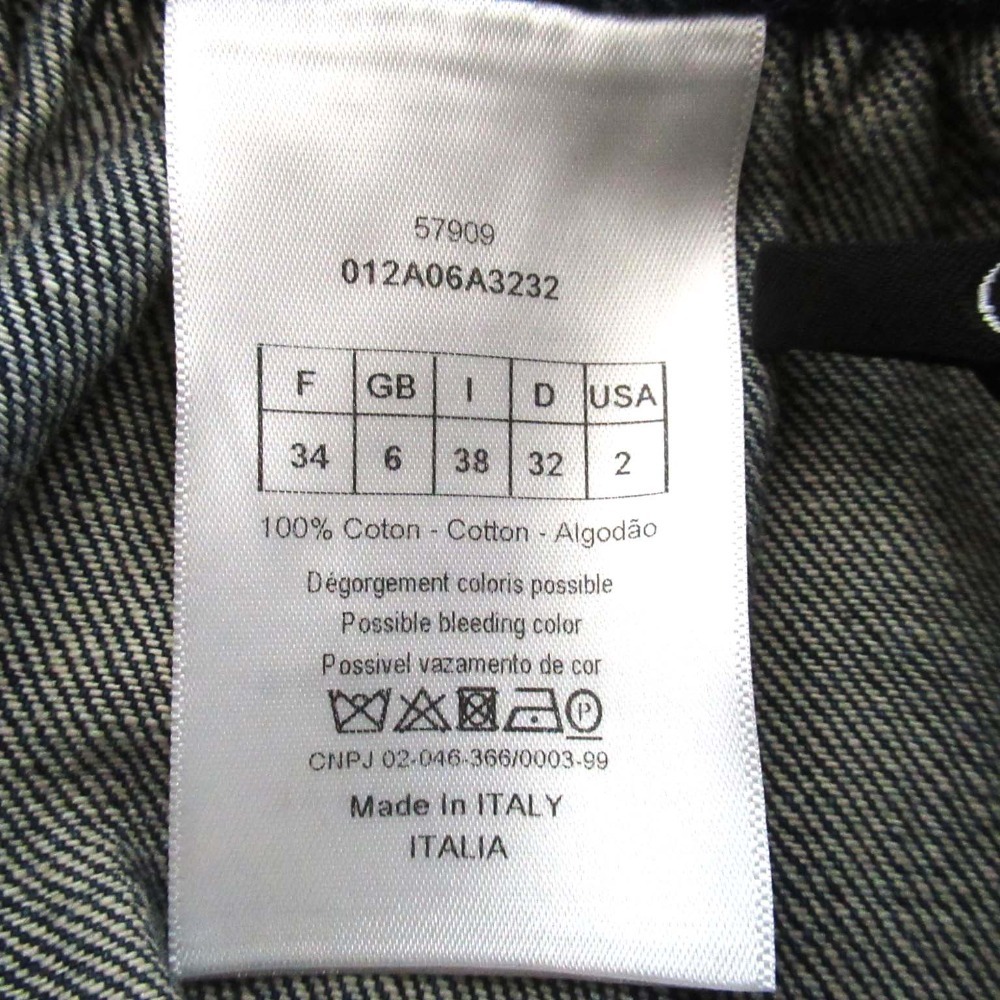 57909
012A06A3232
F GB I D USA
34 6 38 32 2
100% Coton - Cotton - Algodão
Dégorgement coloris possible
Possible bleeding color
Possivel vazamento de cor
P
CNPJ 02-046-366/0003-99
Made in ITALY
ITALIA